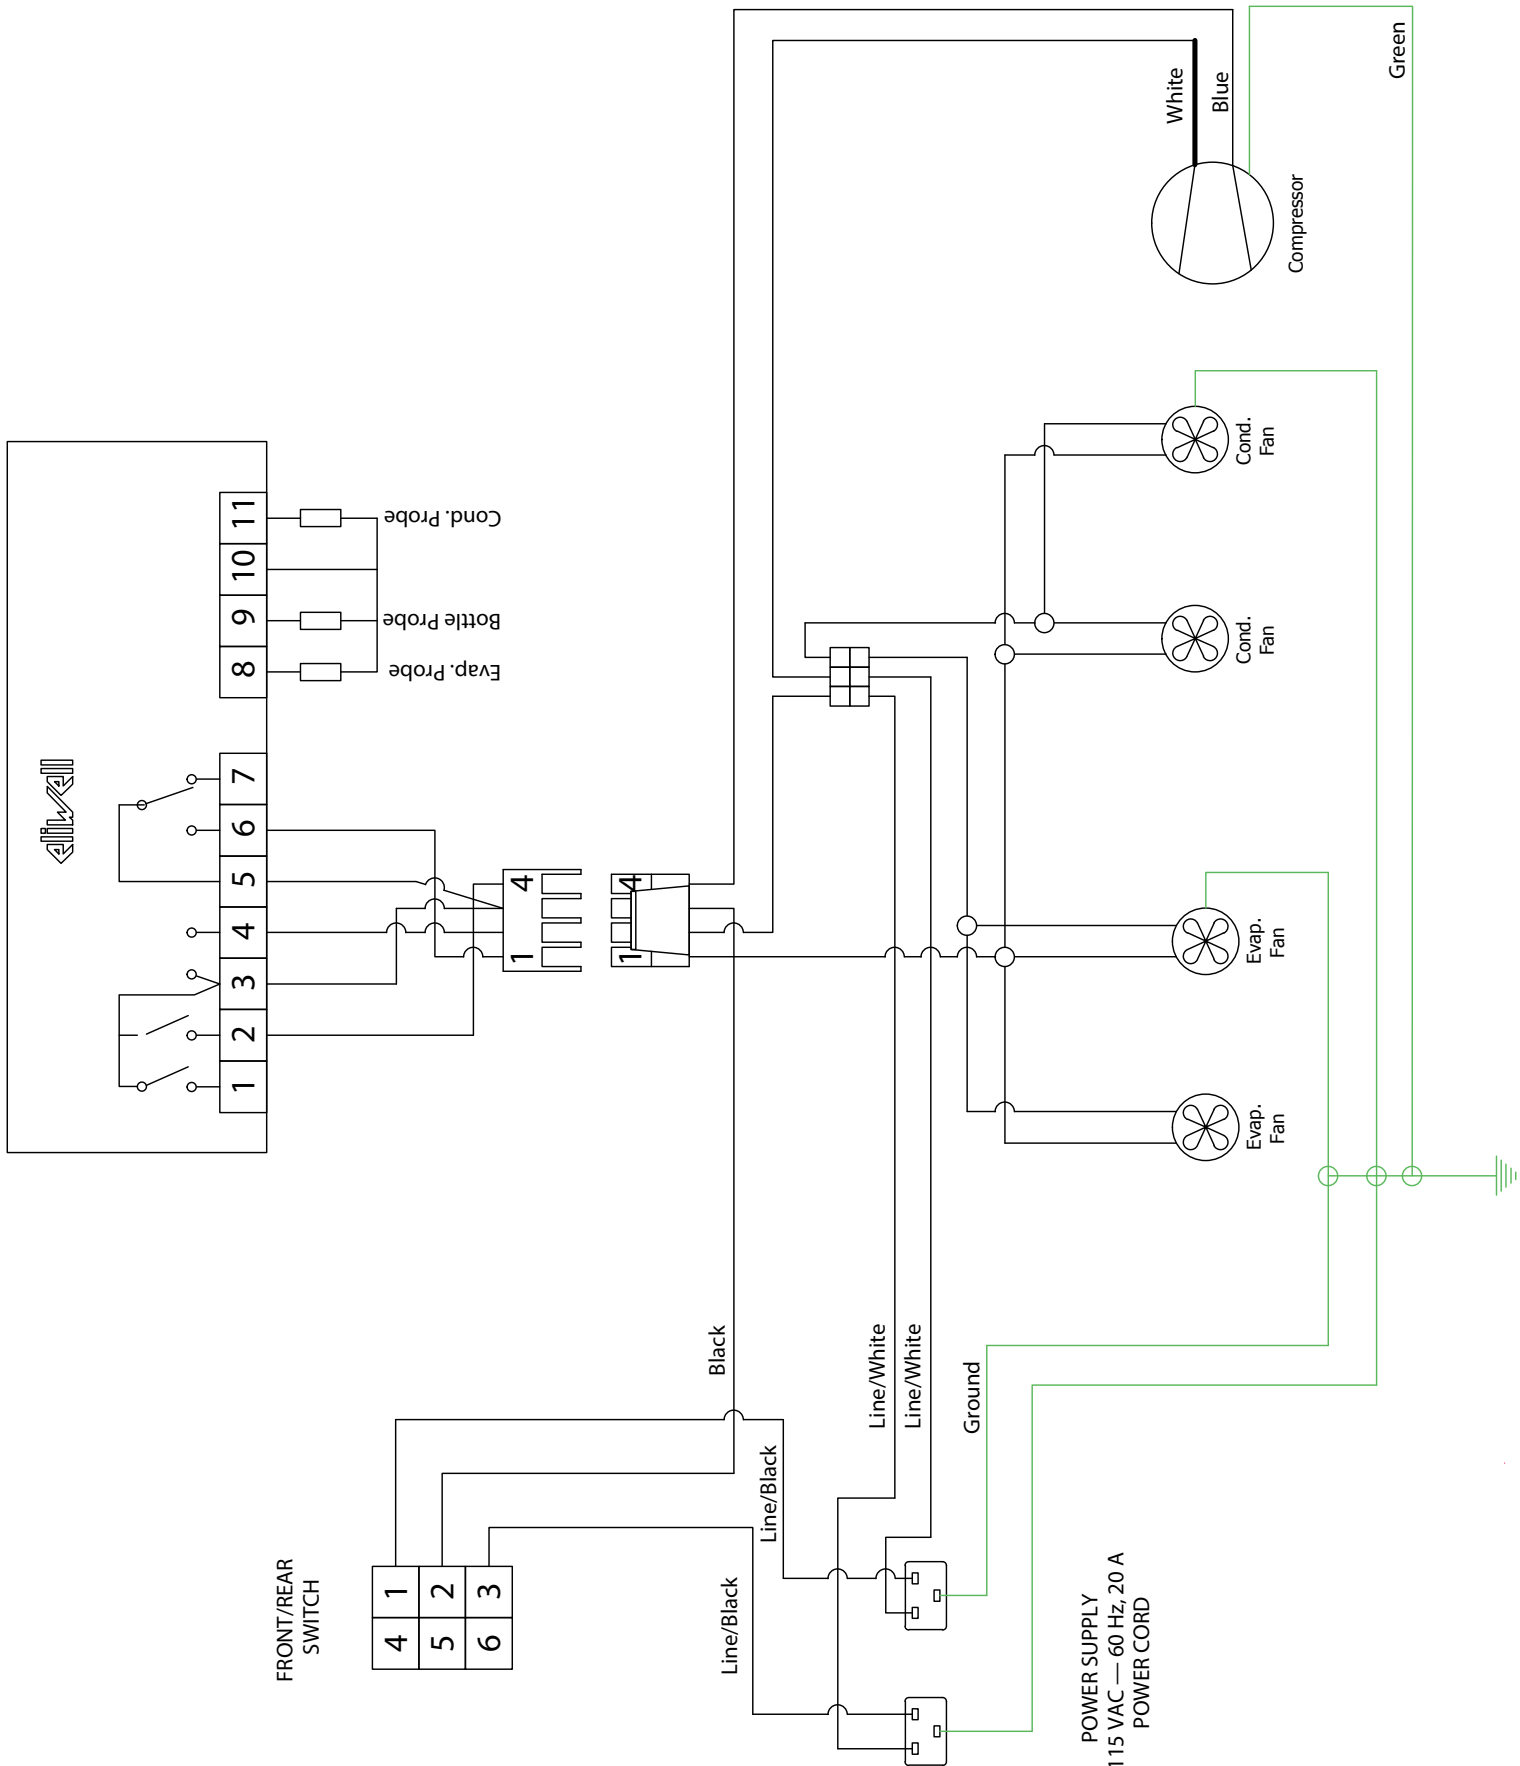 eliwell
11
10
9
8
7
6
5
4
3
2
1
Cond. Probe
Bottle Probe
Evap. Probe
4
1
4
1
White
Blue
Green
Compressor
Cond.
Fan
Cond.
Fan
Evap.
Fan
Evap.
Fan
Black
Line/White
Line/White
Ground
Line/Black
Line/Black
FRONT/REAR
SWITCH
1
2
3
4
5
6
POWER SUPPLY
115 VAC — 60 Hz, 20 A
POWER CORD